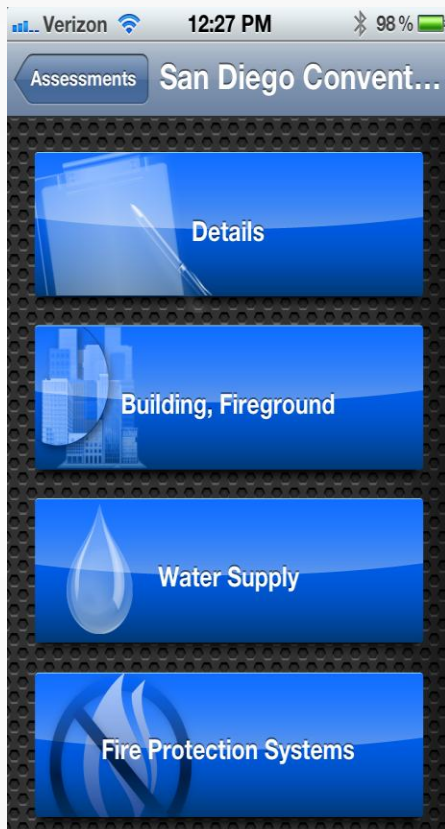 Verizon 12:27 PM 98%
Assessments San Diego Convent...
Details
Building, Fireground
Water Supply
Fire Protection Systems